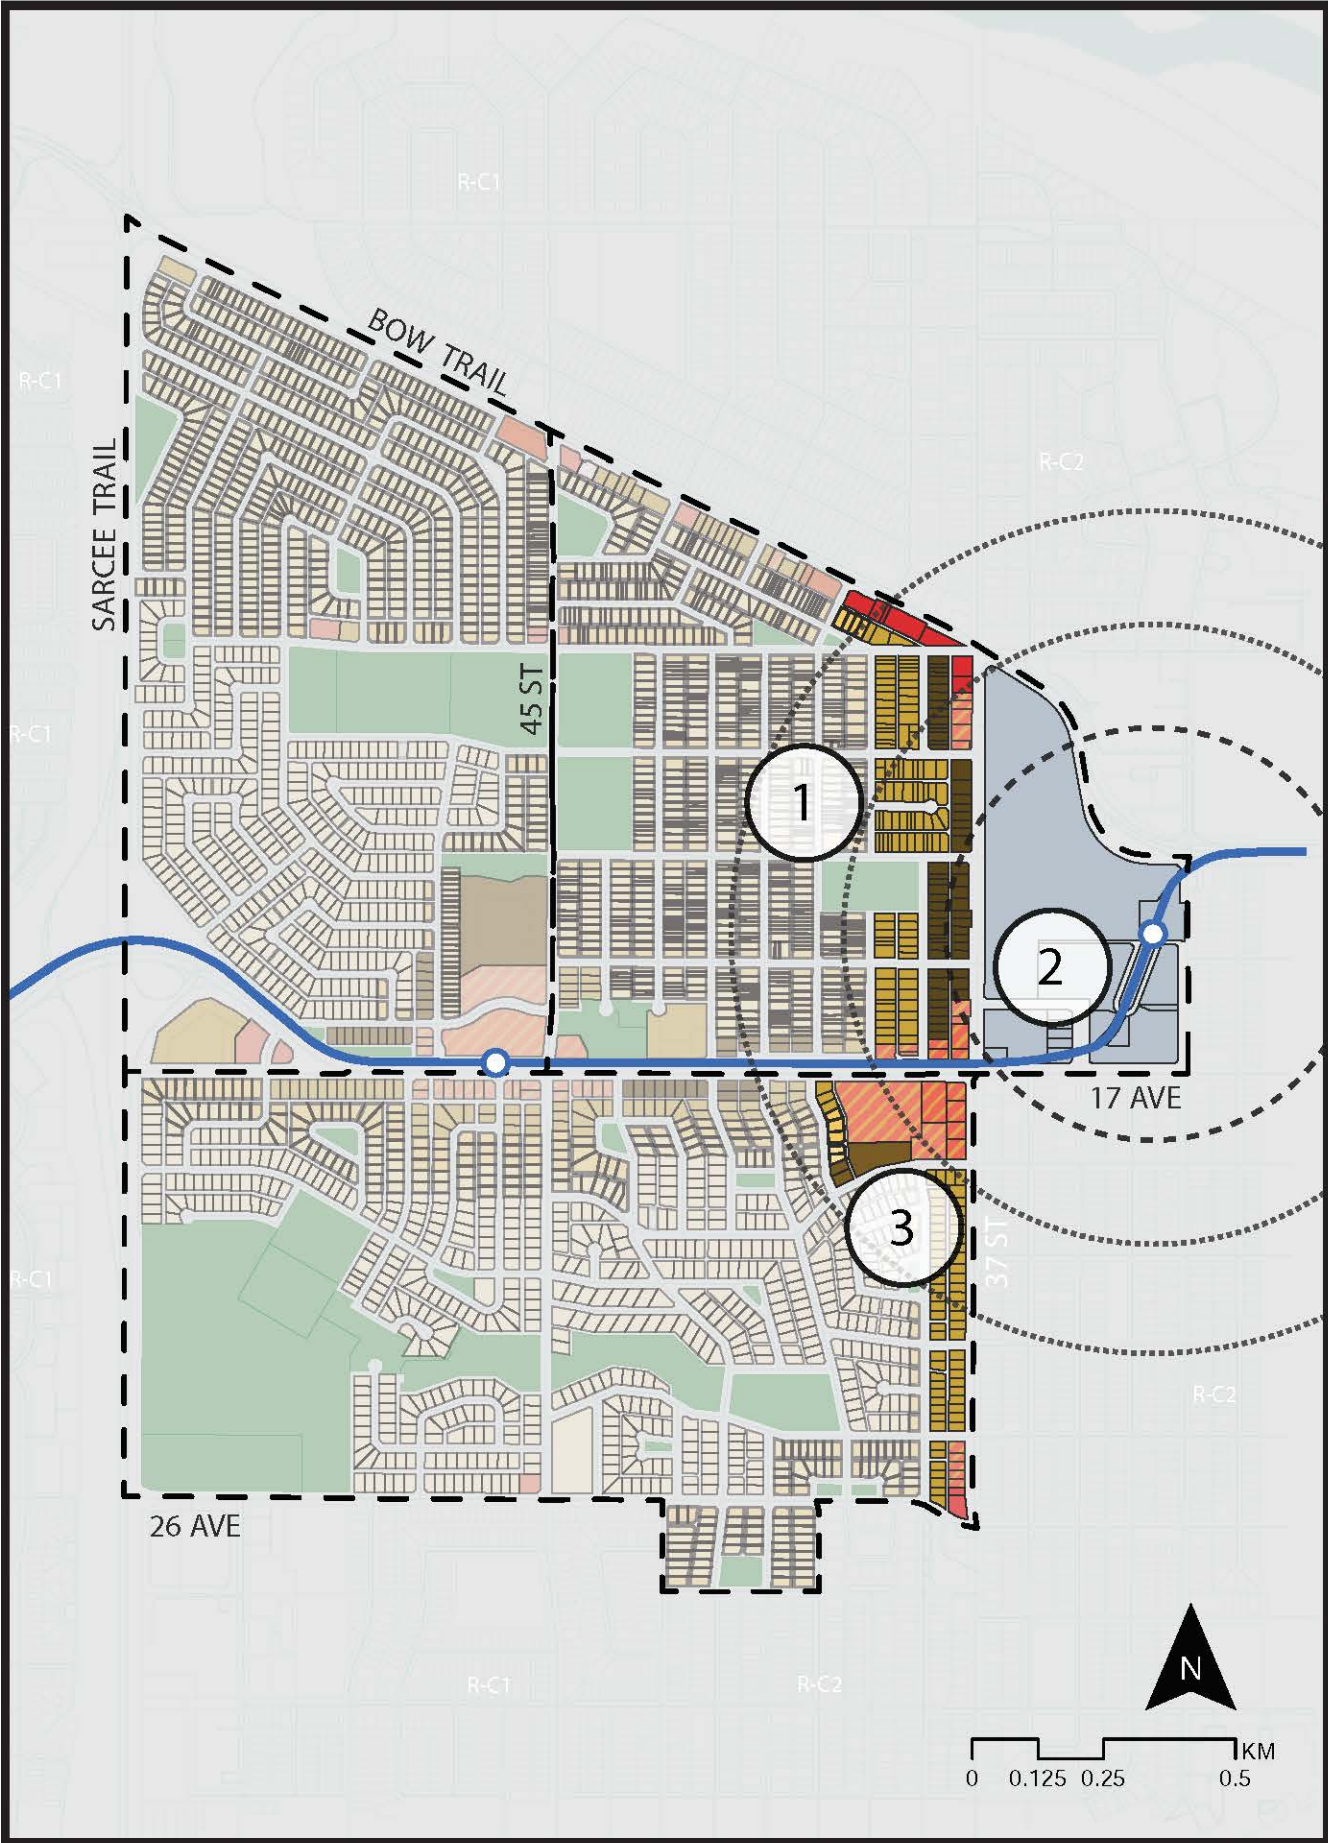 R-C1
BOW TRAIL
R-C1
R-C2
SARCEE TRAIL
45 ST
R-C1
1
2
17 AVE
3
37 ST
R-C1
R-C2
26 AVE
R-C1
R-C2
N
KM
0 0.125 0.25 0.5